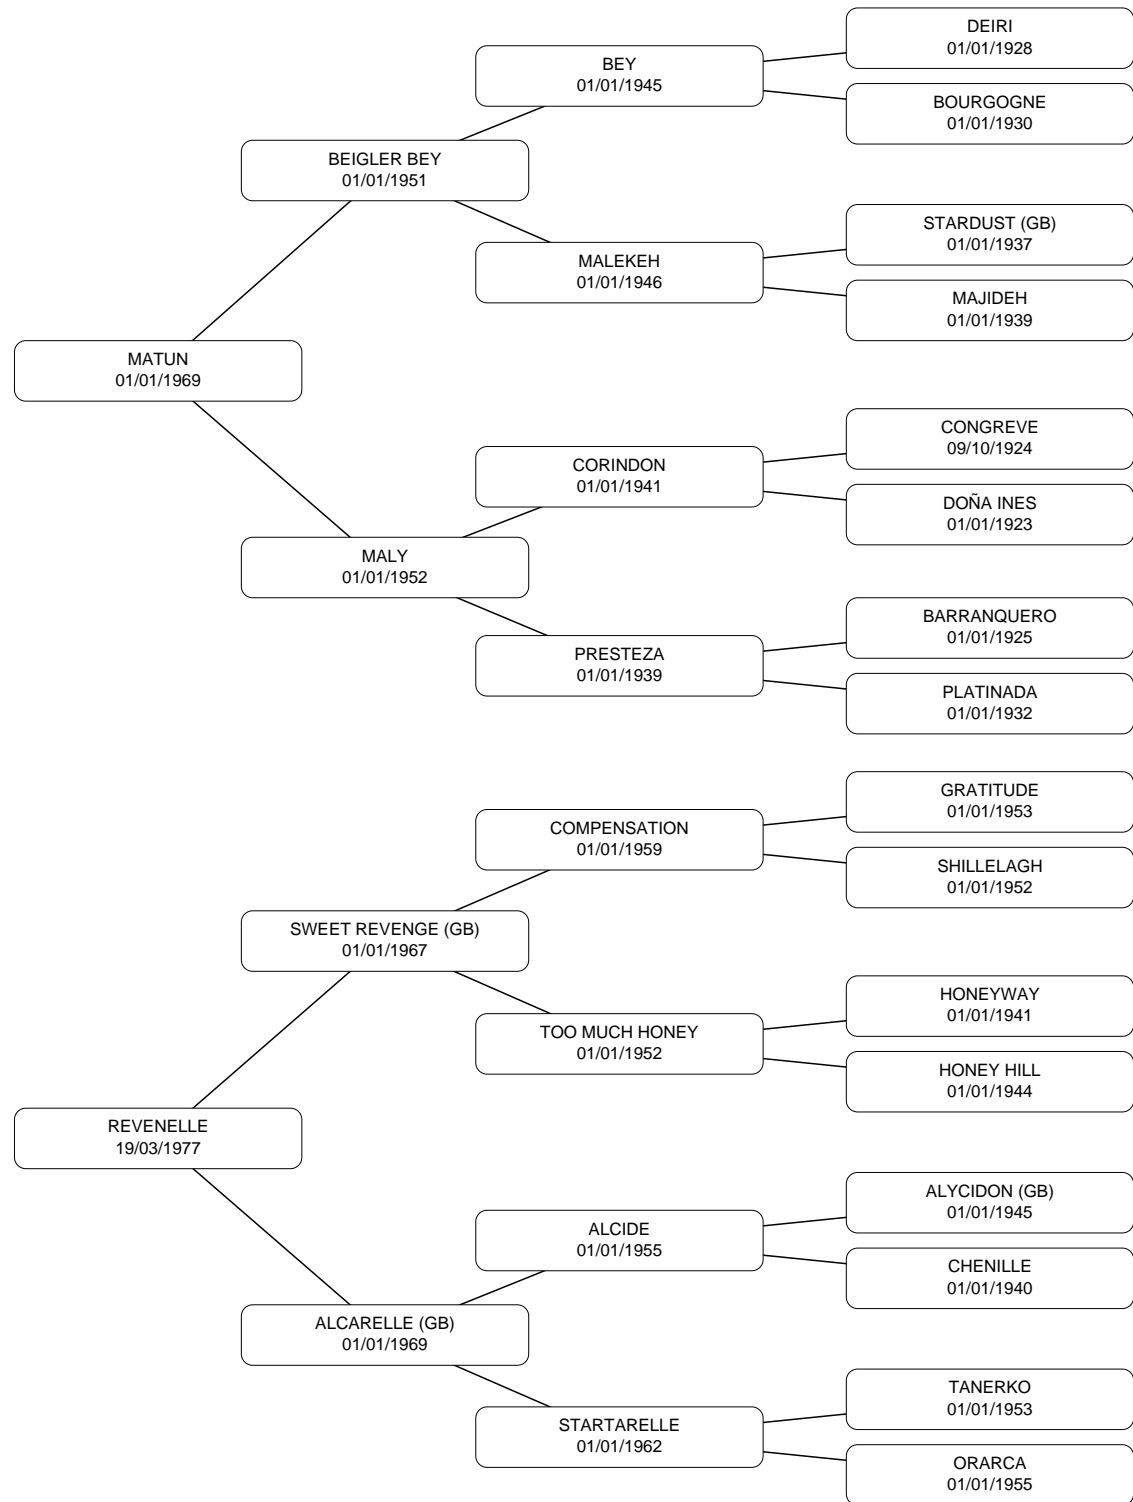 DEIRI
01/01/1928
BEY
01/01/1945
BOURGOGNE
01/01/1930
BEIGLER BEY
01/01/1951
STARDUST (GB)
01/01/1937
MALEKEH
01/01/1946
MAJIDEH
01/01/1939
MATUN
01/01/1969
CONGREVE
09/10/1924
CORINDON
01/01/1941
DOÑA INES
01/01/1923
MALY
01/01/1952
BARRANQUERO
01/01/1925
PRESTEZA
01/01/1939
PLATINADA
01/01/1932
GRATITUDE
01/01/1953
COMPENSATION
01/01/1959
SHILLELAGH
01/01/1952
SWEET REVENGE (GB)
01/01/1967
HONEYWAY
01/01/1941
TOO MUCH HONEY
01/01/1952
HONEY HILL
01/01/1944
REVENELLE
19/03/1977
ALYCIDON (GB)
01/01/1945
ALCIDE
01/01/1955
CHENILLE
01/01/1940
ALCARELLE (GB)
01/01/1969
TANERKO
01/01/1953
STARTARELLE
01/01/1962
ORARCA
01/01/1955